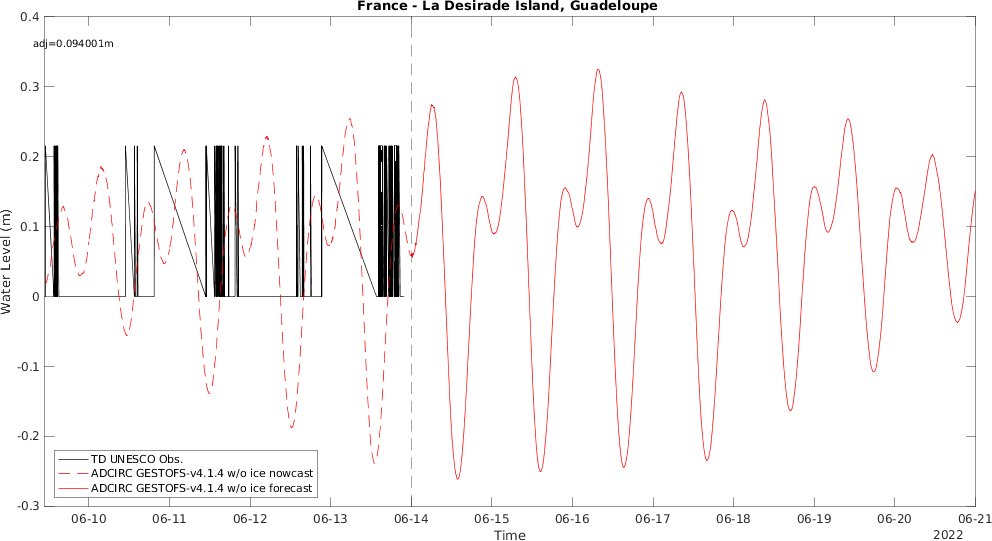 France - La Desirade Island, Guadeloupe
adj=0.094001m
Water Level (m)
0.4
0.3
0.2
0.1
0
-0.1
-0.2
-0.3
TD UNESCO Obs.
ADCIRC GESTOFS-v4.1.4 w/o ice nowcast
ADCIRC GESTOFS-v4.1.4 w/o ice forecast
06-10 06-11 06-12 06-13 06-14 06-15 06-16 06-17 06-18 06-19 06-20 06-21
Time
2022